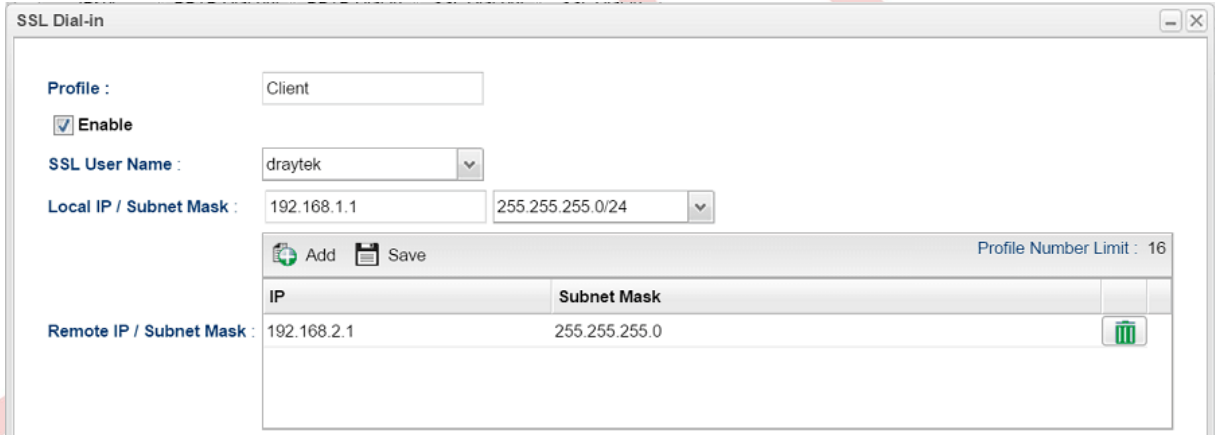 SSL Dial-in
Profile : Client
Enable
SSL User Name : draytek
Local IP / Subnet Mask : 192.168.1.1 255.255.255.0/24
Add Save Profile Number Limit : 16
IP Subnet Mask
Remote IP / Subnet Mask : 192.168.2.1 255.255.255.0